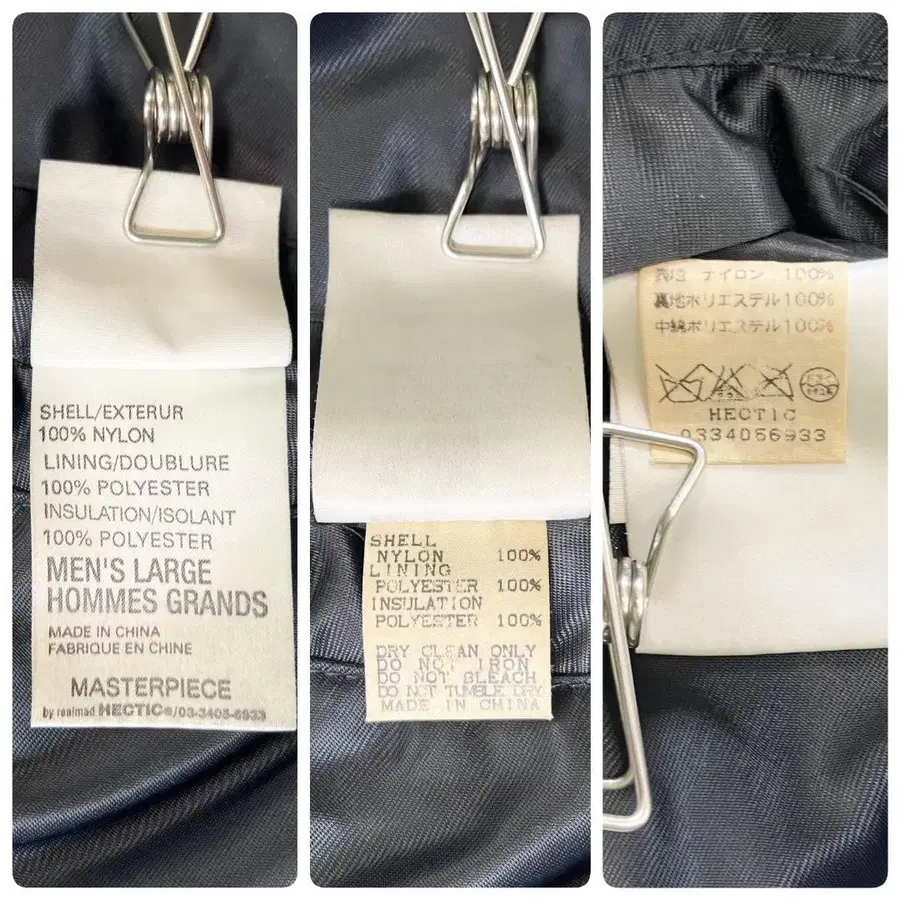 SHELL/EXTERUR
100% NYLON
LINING/DOUBLURE
100% POLYESTER
INSULATION/ISOLANT
100% POLYESTER
MEN'S LARGE
HOMMES GRANDS
MADE IN CHINA
FABRIQUE EN CHINE
MASTERPIECE
by realmad HECTIC®/03-3405-6933
SHELL
NYLON 100%
LINING
POLYESTER 100%
INSULATION
POLYESTER 100%
DRY CLEAN ONLY
DO NOT IRON
DO NOT BLEACH
DO NOT TUMBLE DRY
MADE IN CHINA
表地 ナイロン 100%
裏地ポリエステル100%
中綿ポリエステル100%
HECTIC
0334056933